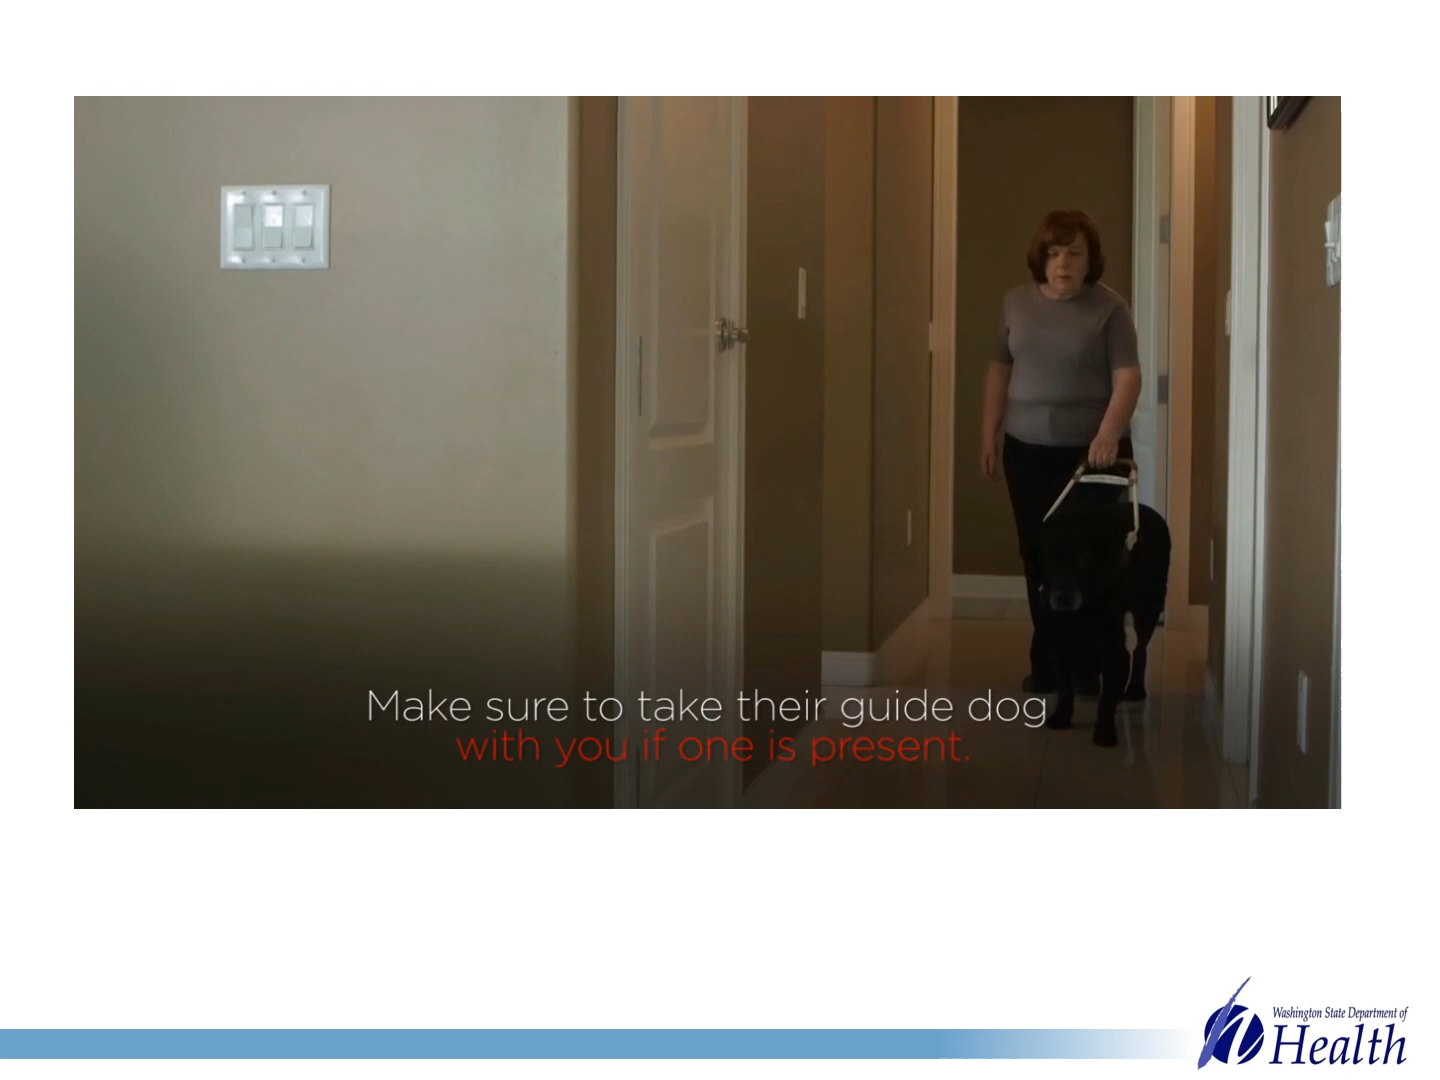 Make sure to take their guide dog
with you if one is present.
Washington State Department of
Health